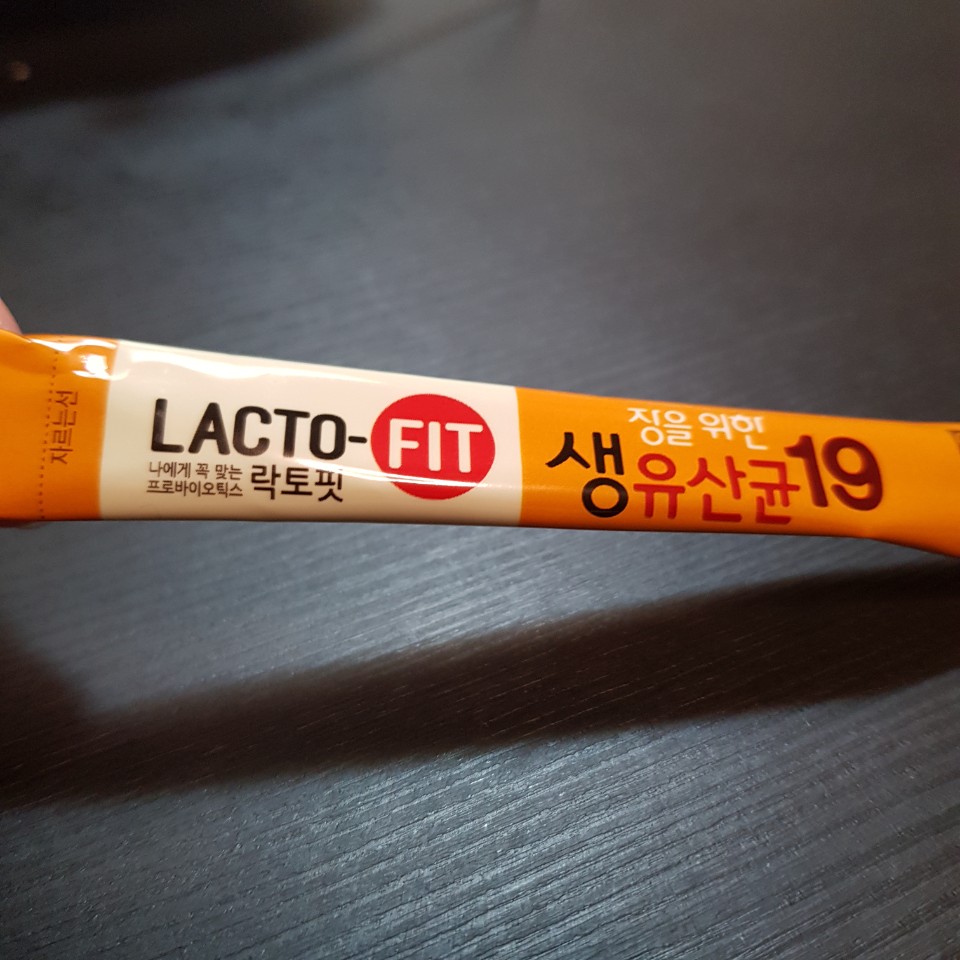 자르는선
LACTO-FIT
나에게 꼭 맞는
프로바이오틱스 락토핏
장을 위한
생유산균19